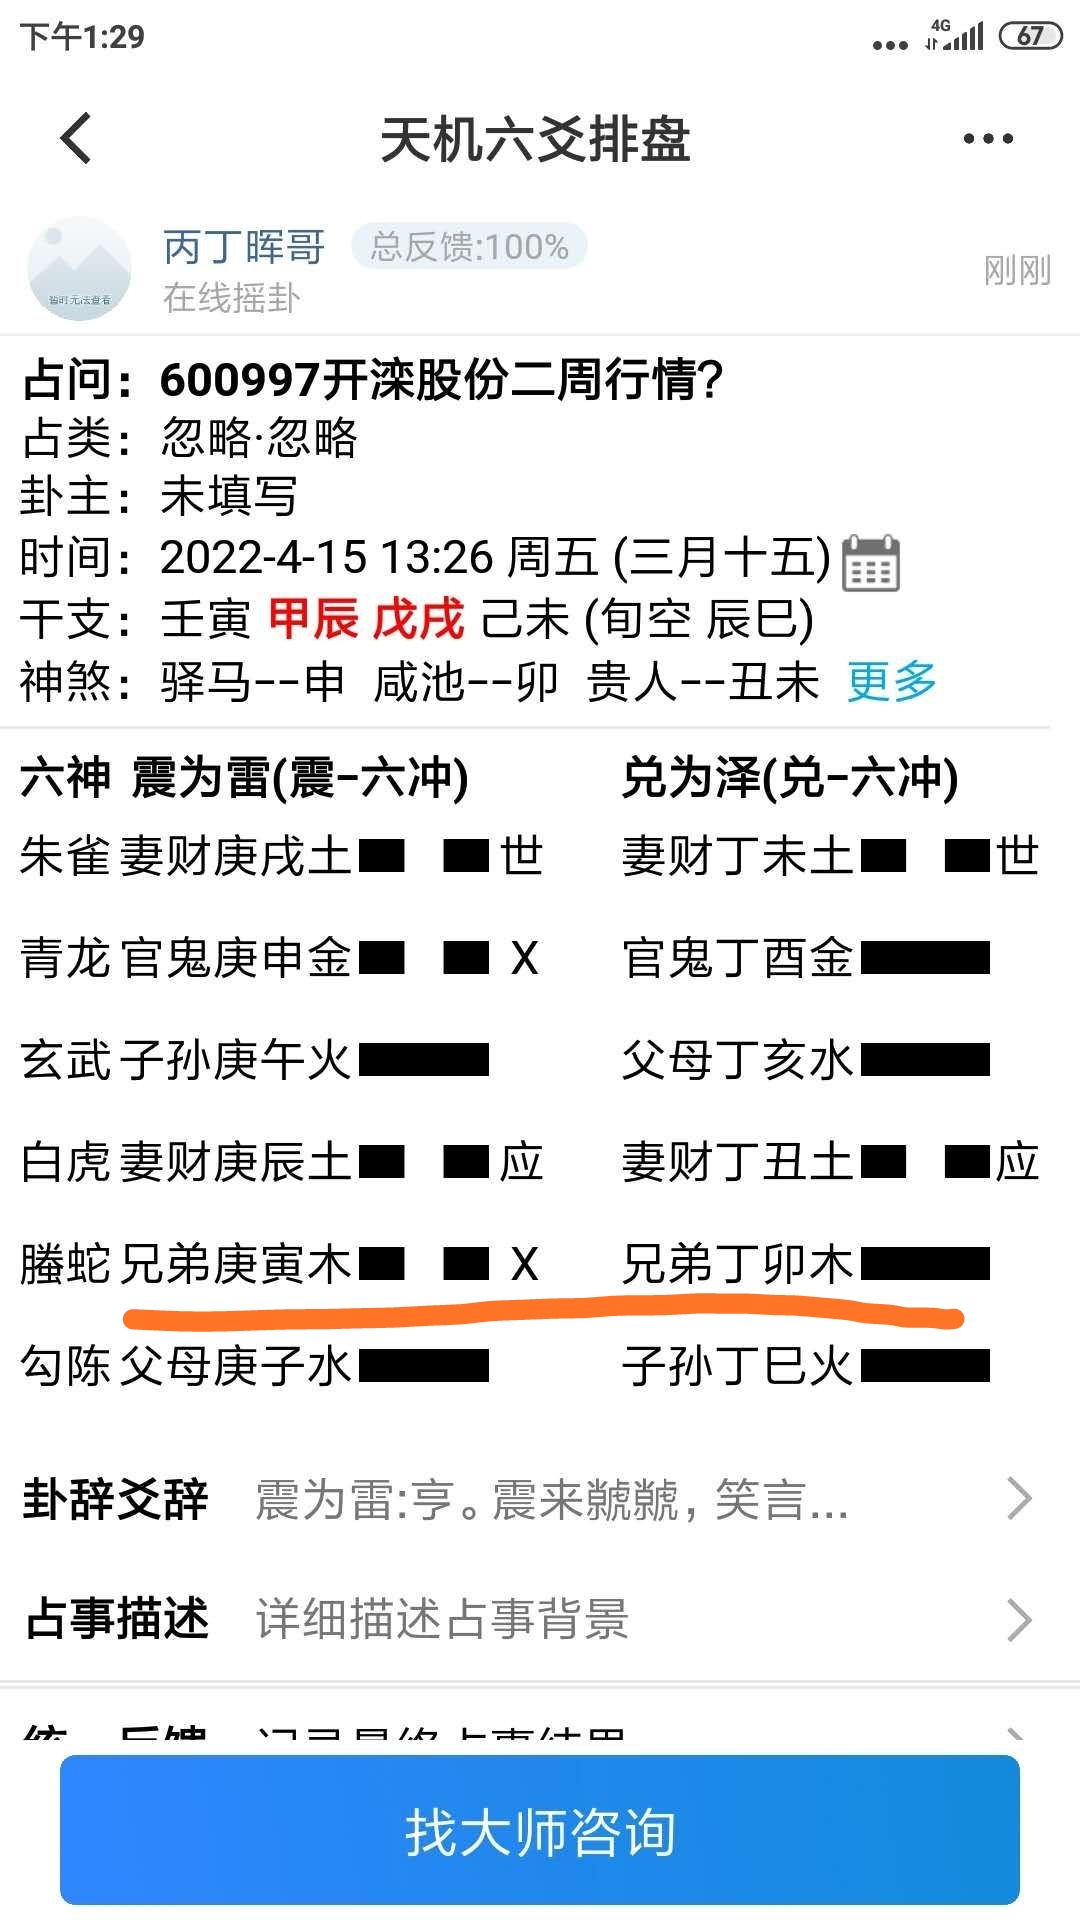 下午1:29
4G
67
天机六爻排盘
丙丁晖哥 总反馈:100%
在线摇卦
刚刚
暂时无法查看
占问：600997开滦股份二周行情?
占类：忽略·忽略
卦主：未填写
时间：2022-4-15 13:26 周五 (三月十五)
干支：壬寅 甲辰 戊戌 己未 (旬空 辰巳)
神煞：驿马--申 咸池--卯 贵人--丑未 更多
六神 震为雷(震-六冲) 兑为泽(兑-六冲)
朱雀 妻财庚戌土 世 妻财丁未土 世
青龙 官鬼庚申金 X 官鬼丁酉金
玄武 子孙庚午火 父母丁亥水
白虎 妻财庚辰土 应 妻财丁丑土 应
螣蛇 兄弟庚寅木 X 兄弟丁卯木
勾陈 父母庚子水 子孙丁巳火
卦辞爻辞 震为雷:亨。震来虩虩，笑言...
占事描述 详细描述占事背景
找大师咨询